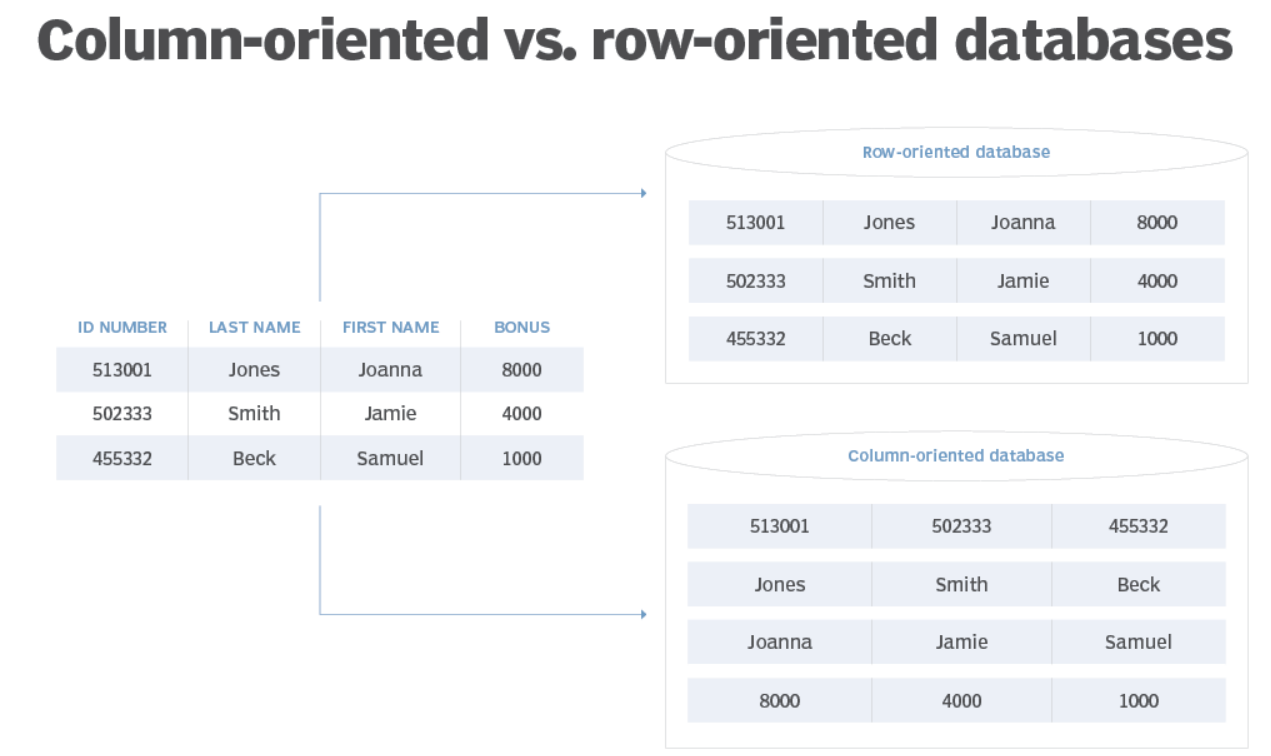 Column-oriented vs. row-oriented databases
Row-oriented database
513001 Jones Joanna 8000
502333 Smith Jamie 4000
455332 Beck Samuel 1000
ID NUMBER LAST NAME FIRST NAME BONUS
513001 Jones Joanna 8000
502333 Smith Jamie 4000
455332 Beck Samuel 1000
Column-oriented database
513001 502333 455332
Jones Smith Beck
Joanna Jamie Samuel
8000 4000 1000